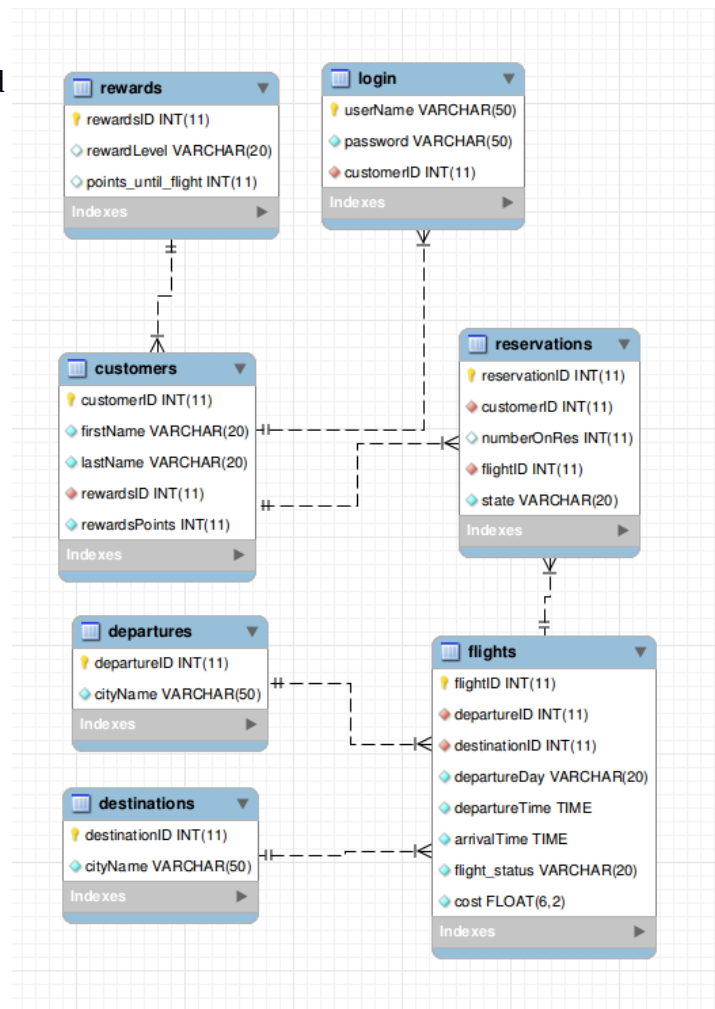 d
rewards
rewardsID INT(11)
rewardLevel VARCHAR(20)
points_until_flight INT(11)
Indexes
login
userName VARCHAR(50)
password VARCHAR(50)
customerID INT(11)
Indexes
customers
customerID INT(11)
firstName VARCHAR(20)
lastName VARCHAR(20)
rewardsID INT(11)
rewardsPoints INT(11)
Indexes
reservations
reservationID INT(11)
customerID INT(11)
numberOnRes INT(11)
flightID INT(11)
state VARCHAR(20)
Indexes
departures
departureID INT(11)
cityName VARCHAR(50)
Indexes
destinations
destinationID INT(11)
cityName VARCHAR(50)
Indexes
flights
flightID INT(11)
departureID INT(11)
destinationID INT(11)
departureDay VARCHAR(20)
departureTime TIME
arrivalTime TIME
flight_status VARCHAR(20)
cost FLOAT(6,2)
Indexes